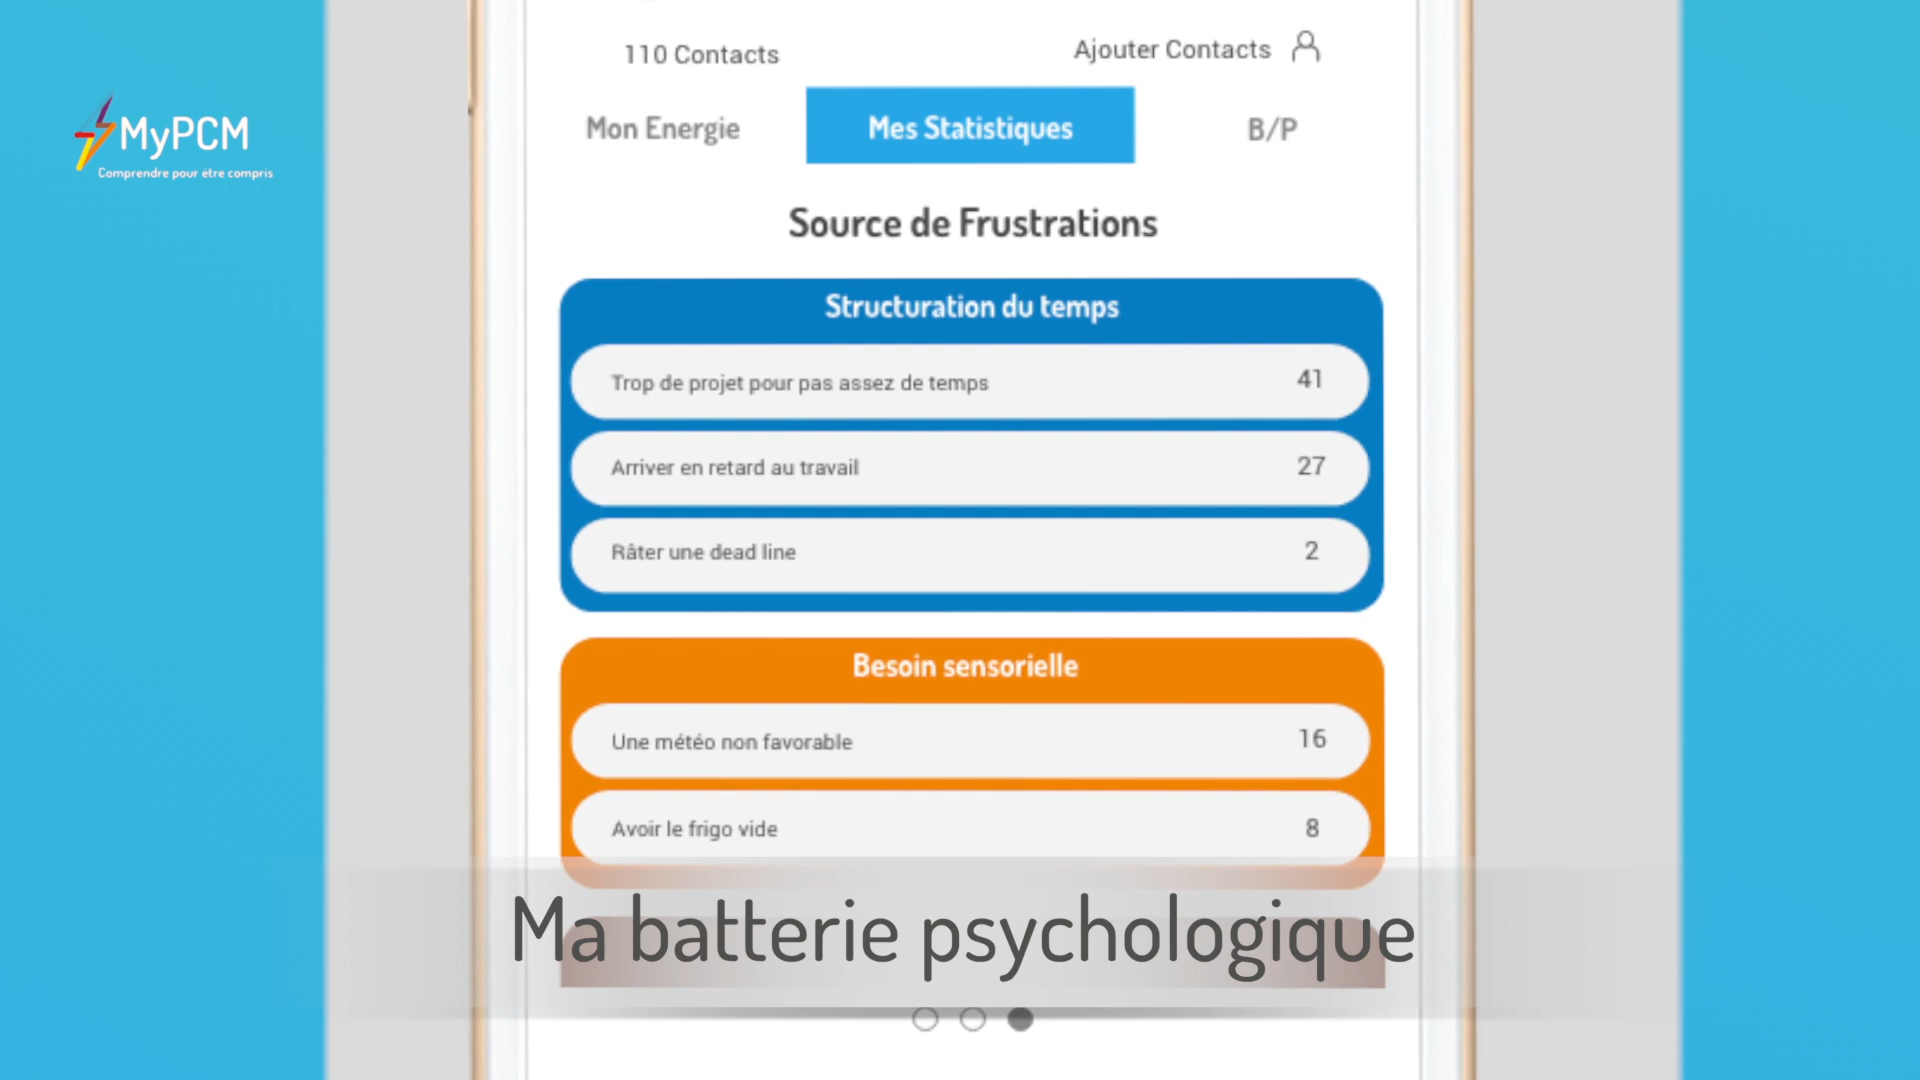 110 Contacts
Ajouter Contacts
MyPCM
Comprendre pour être compris
Mon Energie
Mes Statistiques
B/P
Source de Frustrations
Structuration du temps
Trop de projet pour pas assez de temps 41
Arriver en retard au travail 27
Râter une dead line 2
Besoin sensorielle
Une météo non favorable 16
Avoir le frigo vide 8
Ma batterie psychologique